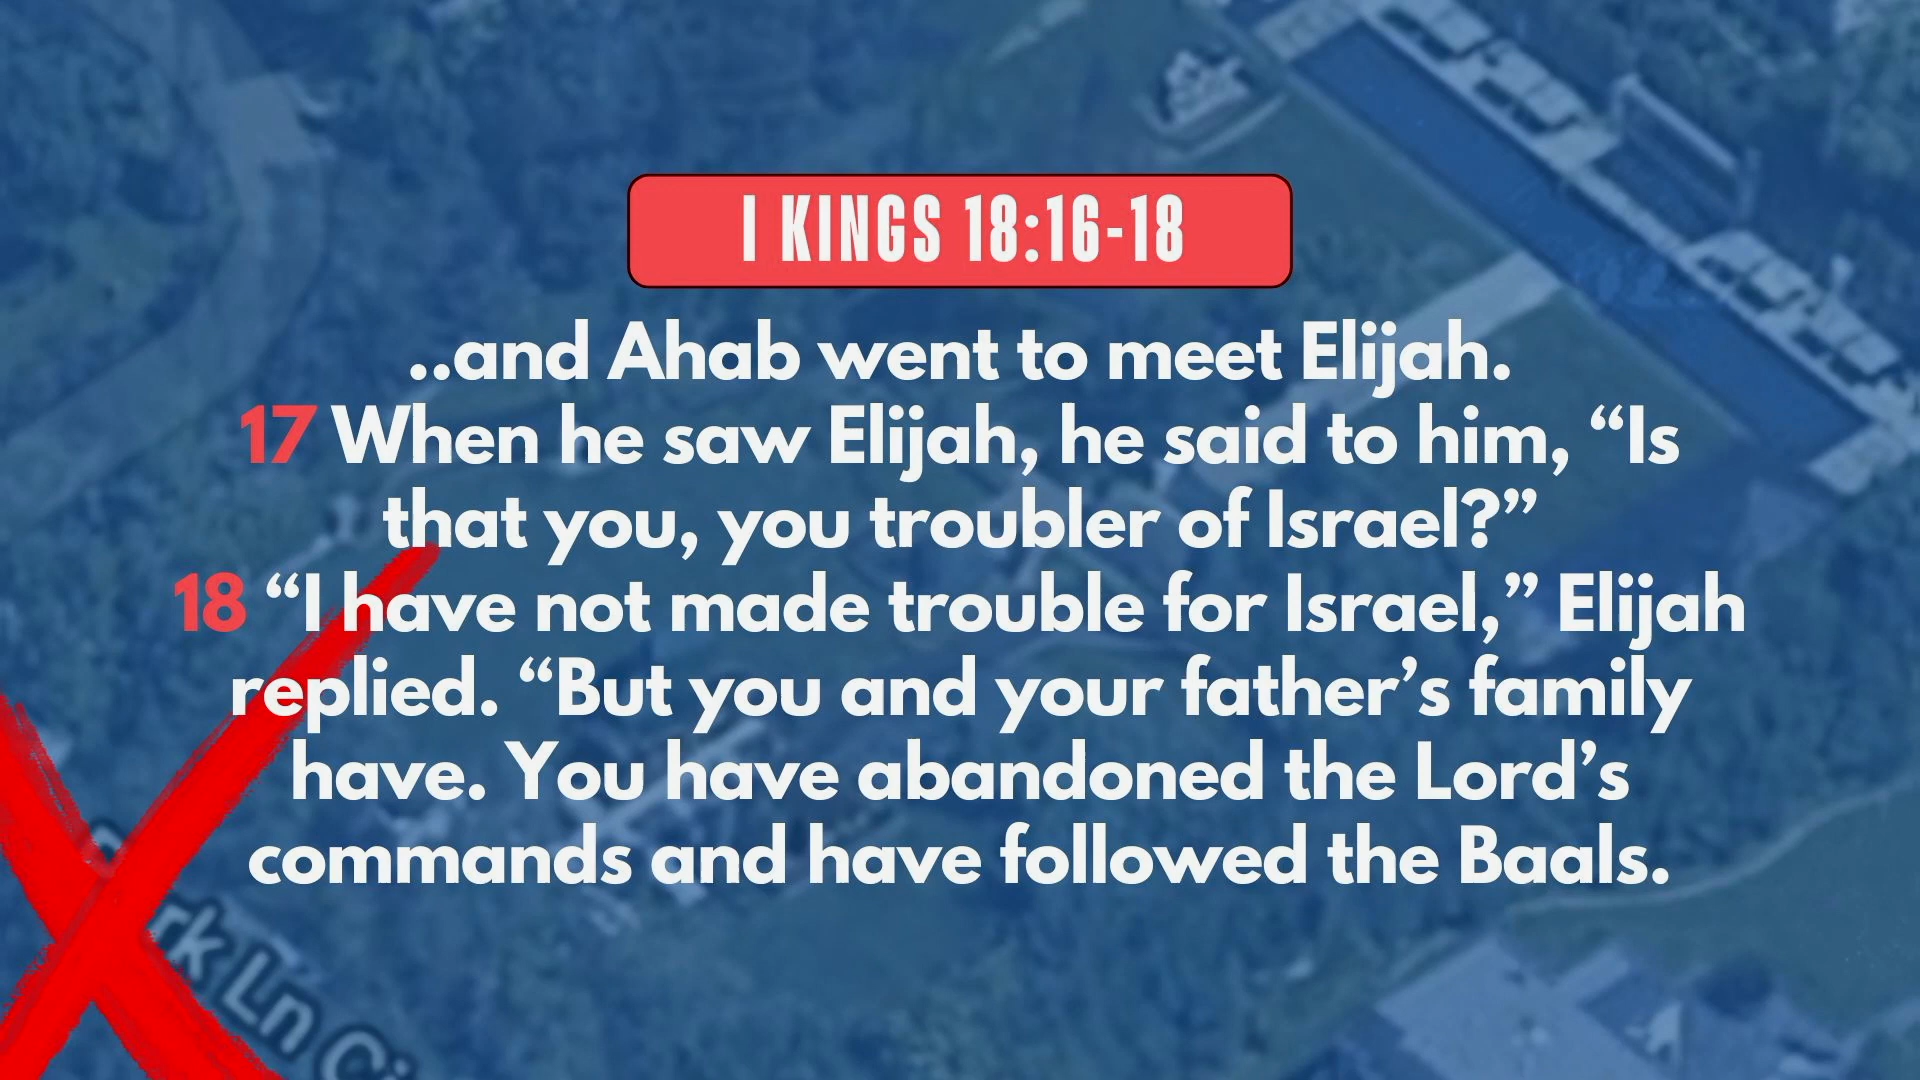 I KINGS 18:16-18
..and Ahab went to meet Elijah.
17 When he saw Elijah, he said to him, “Is
that you, you troubler of Israel?”
18 “I have not made trouble for Israel,” Elijah
replied. “But you and your father’s family
have. You have abandoned the Lord’s
commands and have followed the Baals.
Ln